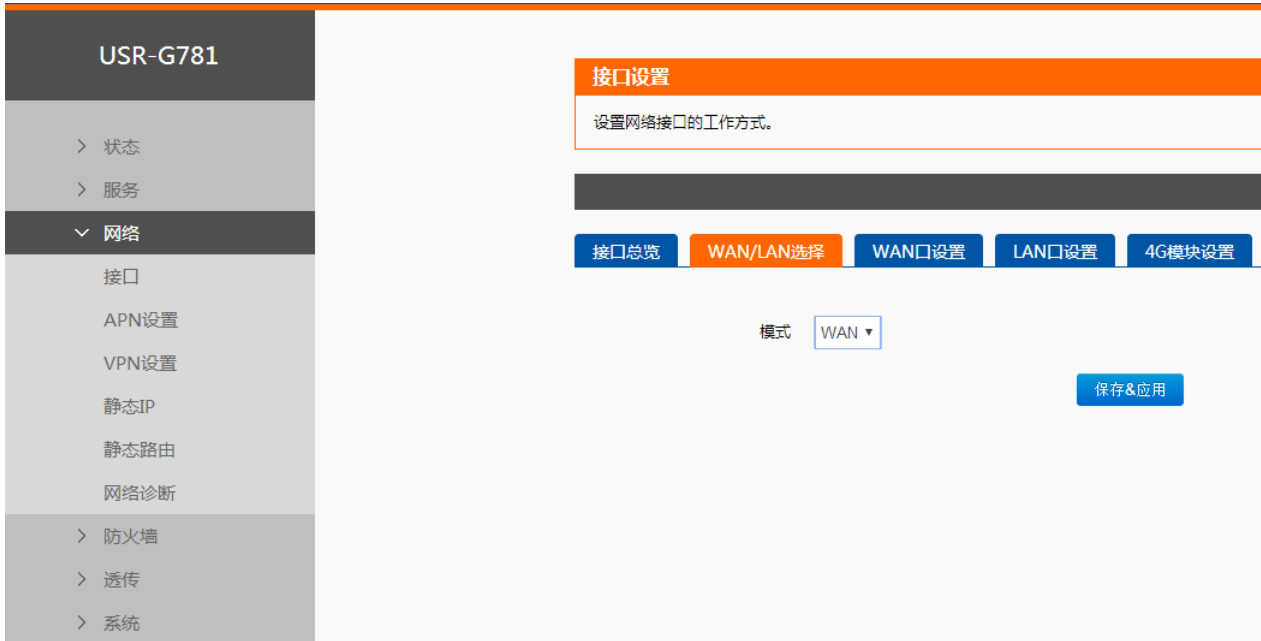 USR-G781
状态
服务
网络
接口
APN设置
VPN设置
静态IP
静态路由
网络诊断
防火墙
透传
系统
接口设置
设置网络接口的工作方式。
接口总览 WAN/LAN选择 WAN口设置 LAN口设置 4G模块设置
模式 WAN
保存&应用